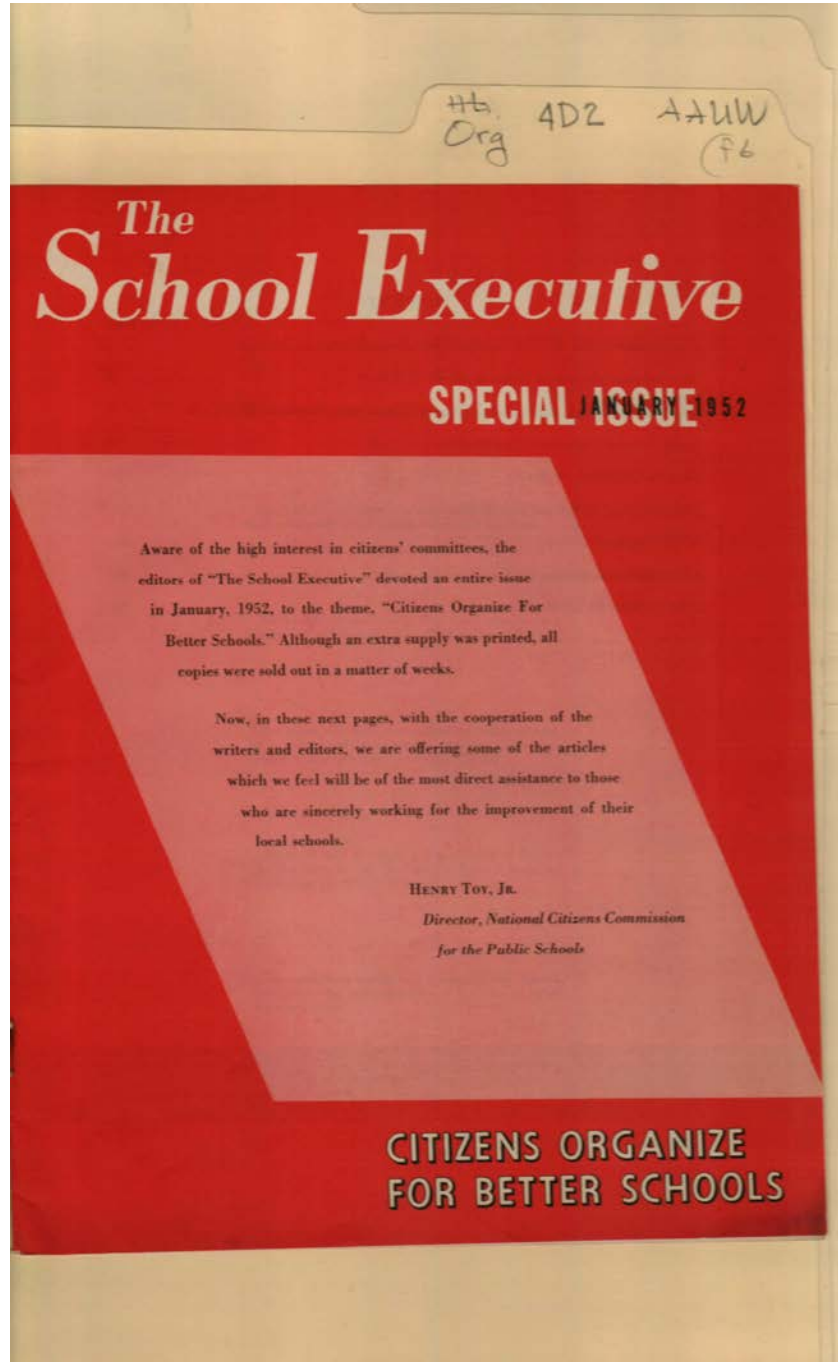 Hb.
Org 4D2 AAUW
f6
The
School Executive
SPECIAL ISSUE JANUARY 1952
Aware of the high interest in citizens' committees, the
editors of "The School Executive" devoted an entire issue
in January, 1952, to the theme, "Citizens Organize For
Better Schools." Although an extra supply was printed, all
copies were sold out in a matter of weeks.
Now, in these next pages, with the cooperation of the
writers and editors, we are offering some of the articles
which we feel will be of the most direct assistance to those
who are sincerely working for the improvement of their
local schools.
HENRY TOY, JR.
Director, National Citizens Commission
for the Public Schools
CITIZENS ORGANIZE
FOR BETTER SCHOOLS